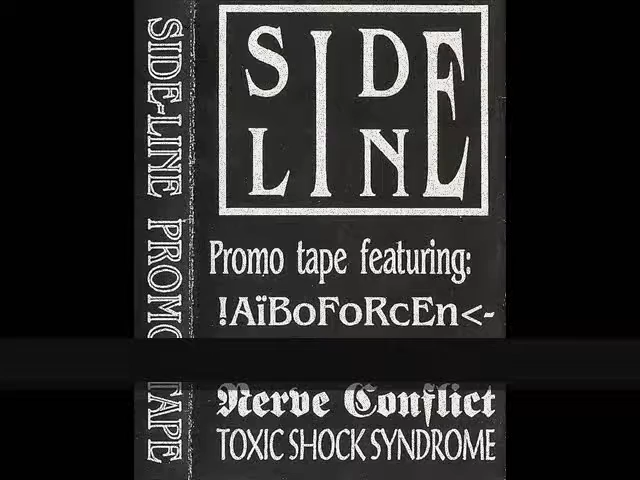 SIDE
LINE
Promo tape featuring:
!AïBoFoRcEn<-
Nerve Conflict
TOXIC SHOCK SYNDROME
SIDE-LINE PROMO TAPE